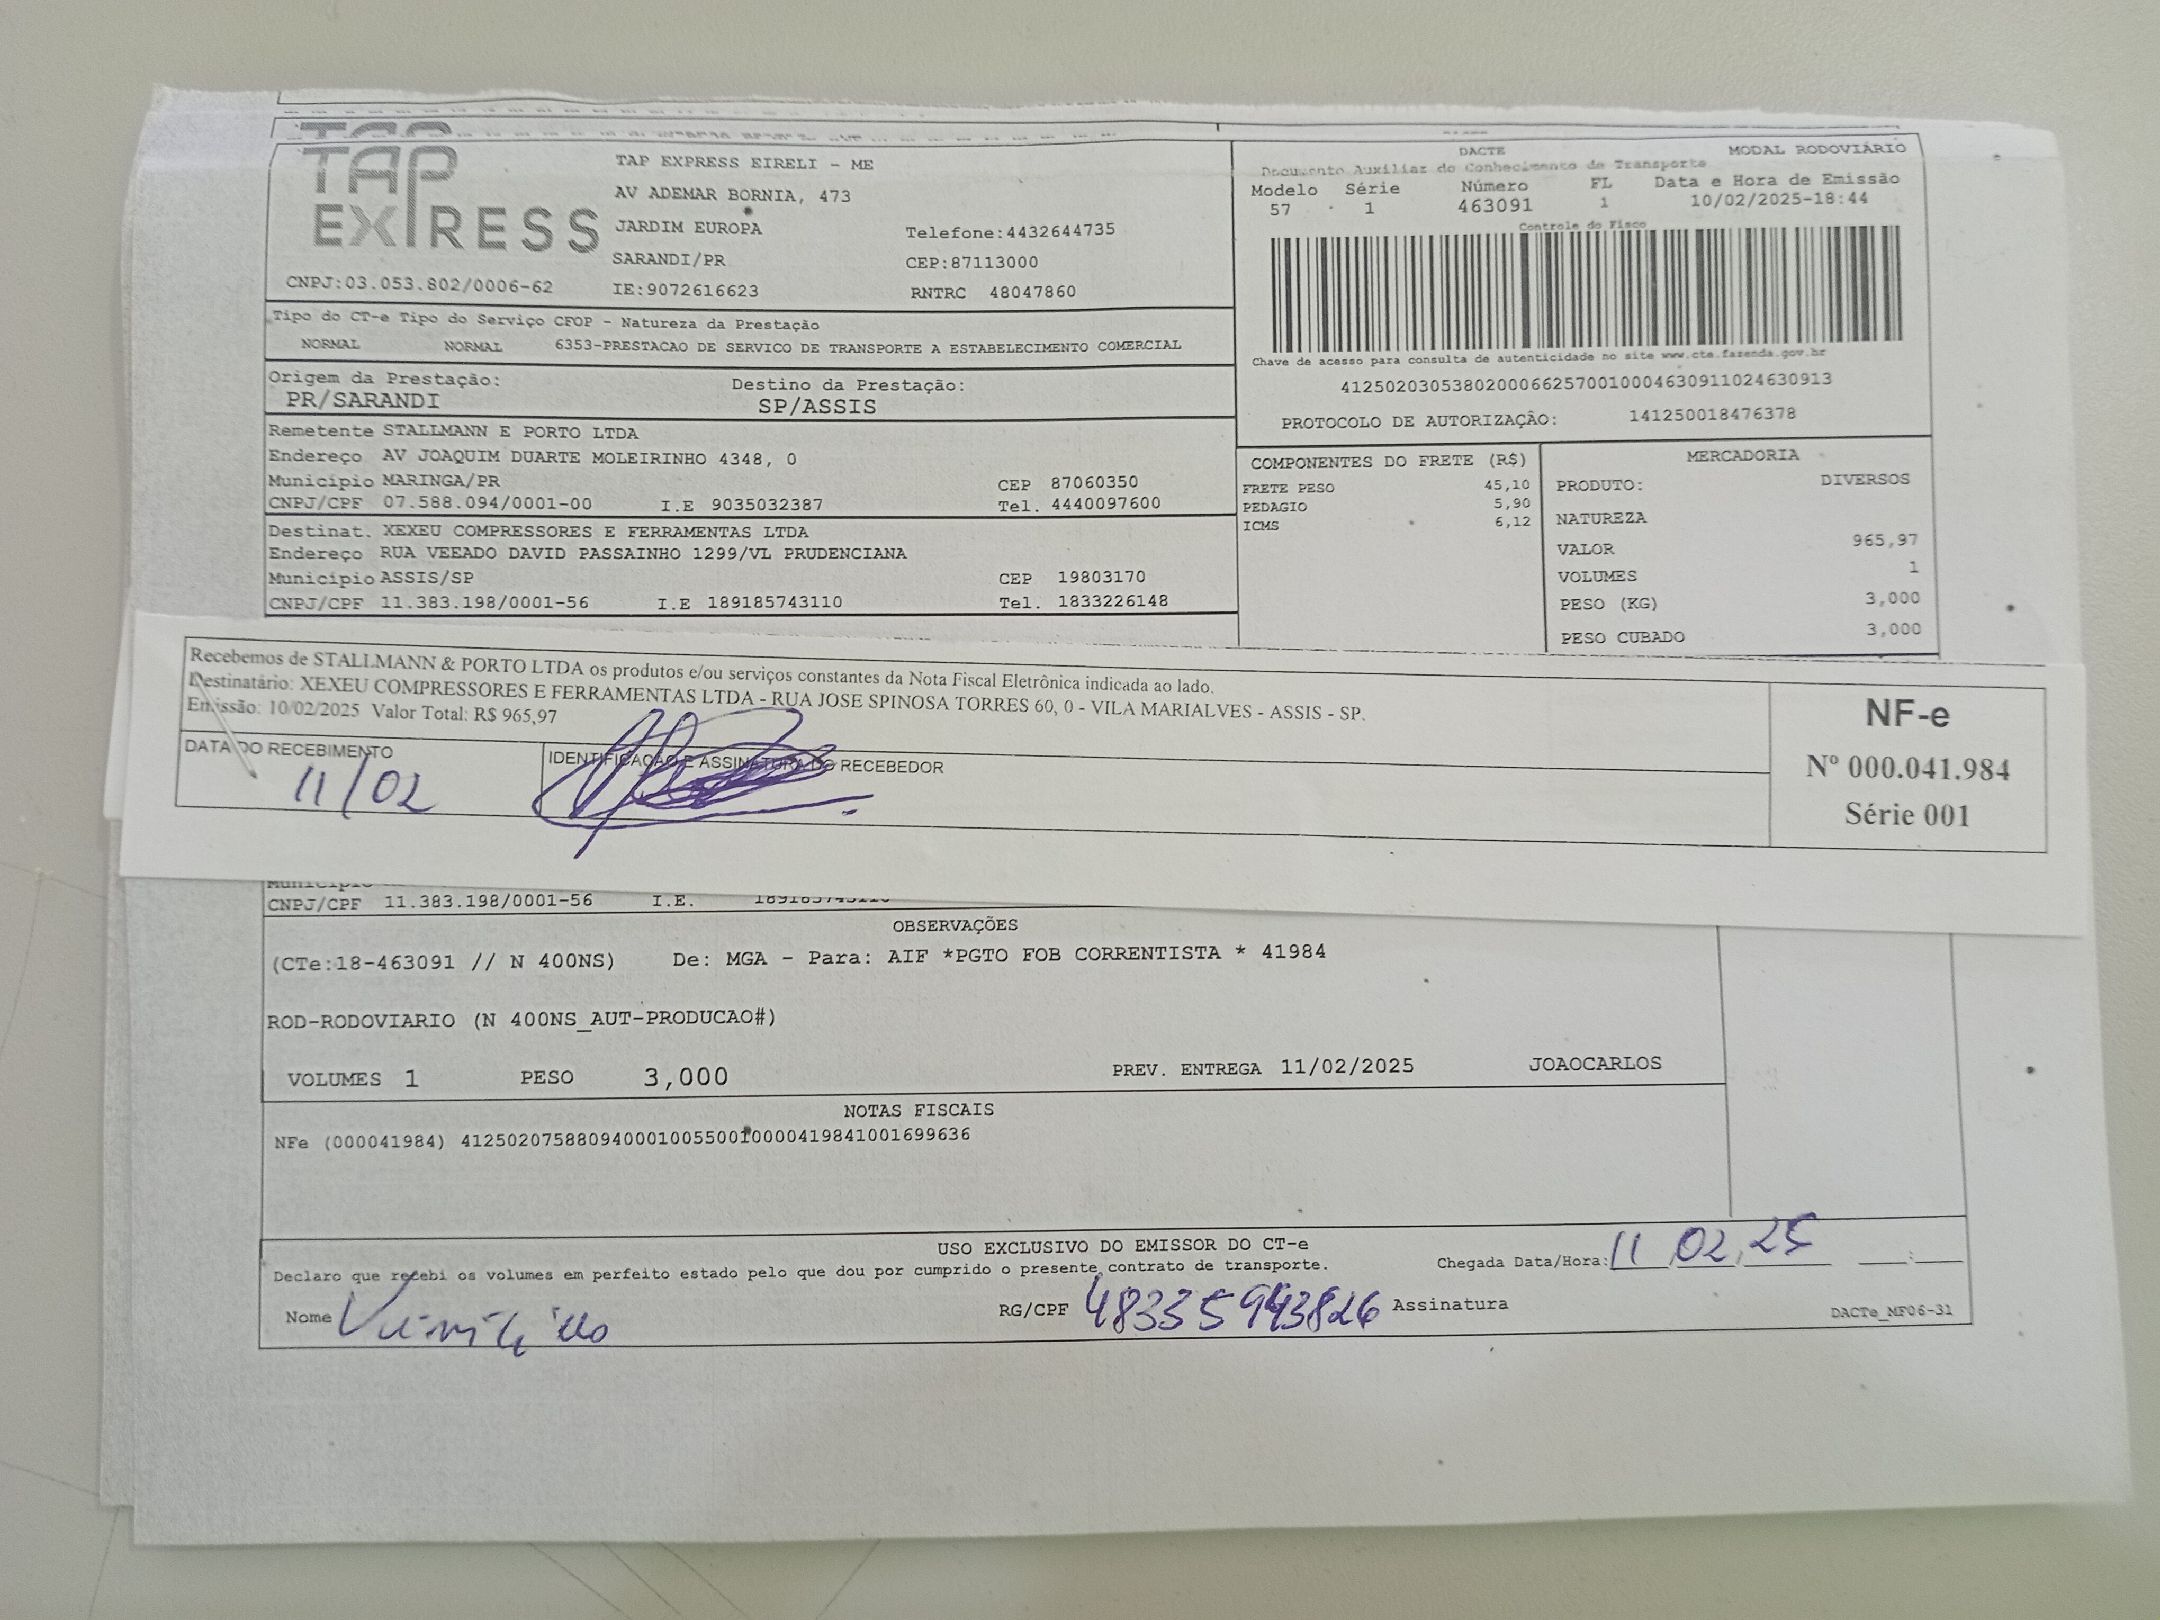 TAP EXPRESS
TAP EXPRESS EIRELI - ME
AV ADEMAR BORNIA, 473
JARDIM EUROPA
Telefone:4432644735
SARANDI/PR
CEP:87113000
CNPJ:03.053.802/0006-62
IE:9072616623
RNTRC 48047860
DACTE
MODAL RODOVIÁRIO
Documento Auxiliar do Conhecimento de Transporte
Modelo Série Número FL Data e Hora de Emissão
57 1 463091 1 10/02/2025-18:44
Controle do Fisco
Chave de acesso para consulta de autenticidade no site www.cte.fazenda.gov.br
41250203053802000662570010004630911024630913
PROTOCOLO DE AUTORIZAÇÃO: 141250018476378
Tipo do CT-e Tipo do Serviço CFOP - Natureza da Prestação
NORMAL NORMAL 6353-PRESTACAO DE SERVICO DE TRANSPORTE A ESTABELECIMENTO COMERCIAL
Origem da Prestação: Destino da Prestação:
PR/SARANDI SP/ASSIS
Remetente STALLMANN E PORTO LTDA
Endereço AV JOAQUIM DUARTE MOLEIRINHO 4348, 0
Município MARINGA/PR CEP 87060350
CNPJ/CPF 07.588.094/0001-00 I.E 9035032387 Tel. 4440097600
Destinat. XEXEU COMPRESSORES E FERRAMENTAS LTDA
Endereço RUA VEEADO DAVID PASSAINHO 1299/VL PRUDENCIANA
Município ASSIS/SP CEP 19803170
CNPJ/CPF 11.383.198/0001-56 I.E 189185743110 Tel. 1833226148
COMPONENTES DO FRETE (R$)
FRETE PESO 45,10
PEDAGIO 5,90
ICMS 6,12
MERCADORIA
PRODUTO: DIVERSOS
NATUREZA
VALOR 965,97
VOLUMES 1
PESO (KG) 3,000
PESO CUBADO 3,000
Recebemos de STALLMANN & PORTO LTDA os produtos e/ou serviços constantes da Nota Fiscal Eletrônica indicada ao lado.
Destinatário: XEXEU COMPRESSORES E FERRAMENTAS LTDA - RUA JOSE SPINOSA TORRES 60, 0 - VILA MARIALVES - ASSIS - SP.
Emissão: 10/02/2025 Valor Total: R$ 965,97
DATA DO RECEBIMENTO
11/02
IDENTIFICAÇÃO E ASSINATURA DO RECEBEDOR
NF-e
Nº 000.041.984
Série 001
Município
CNPJ/CPF 11.383.198/0001-56 I.E. 189185743110
OBSERVAÇÕES
(CTe:18-463091 // N 400NS) De: MGA - Para: AIF *PGTO FOB CORRENTISTA * 41984
ROD-RODOVIARIO (N 400NS_AUT-PRODUCAO#)
VOLUMES 1 PESO 3,000 PREV. ENTREGA 11/02/2025 JOAOCARLOS
NOTAS FISCAIS
NFe (000041984) 41250207588094000100550010000419841001699636
USO EXCLUSIVO DO EMISSOR DO CT-e
Chegada Data/Hora: 11 02 25
Declaro que recebi os volumes em perfeito estado pelo que dou por cumprido o presente contrato de transporte.
Nome
RG/CPF 48335943826 Assinatura
DACTe_MF06-31